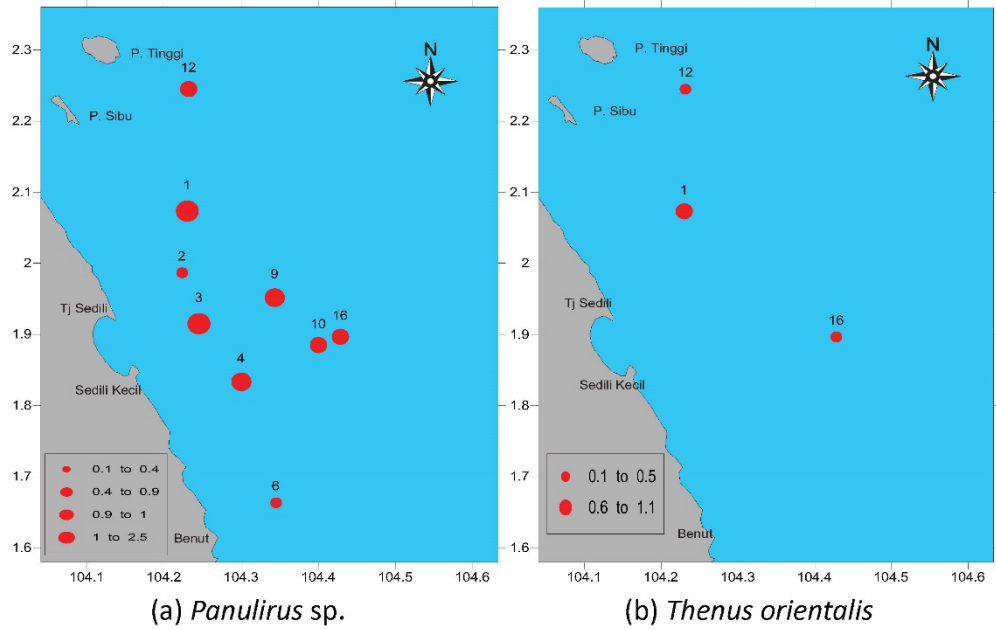 2.3
2.2
2.1
2
1.9
1.8
1.7
1.6
P. Tinggi
N
12
P. Sibu
1
2
9
3
Tj Sedili
10
16
4
Sedili Kecil
6
0.1 to 0.4
0.4 to 0.9
0.9 to 1
1 to 2.5
Benut
104.1
104.2
104.3
104.4
104.5
104.6
(a) Panulirus sp.
2.3
2.2
2.1
2
1.9
1.8
1.7
1.6
P. Tinggi
N
12
P. Sibu
1
Tj Sedili
16
Sedili Kecil
0.1 to 0.5
0.6 to 1.1
Benut
104.1
104.2
104.3
104.4
104.5
104.6
(b) Thenus orientalis